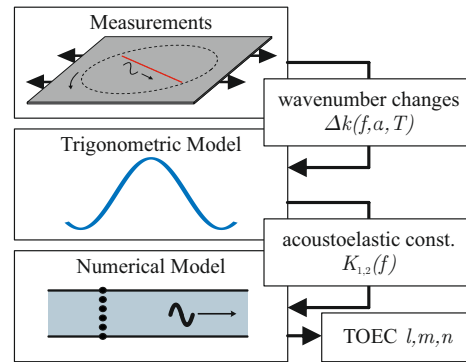 Measurements
wavenumber changes
Δk(f,a,T)
Trigonometric Model
acoustoelastic const.
K₁,₂(f)
Numerical Model
TOEC l,m,n